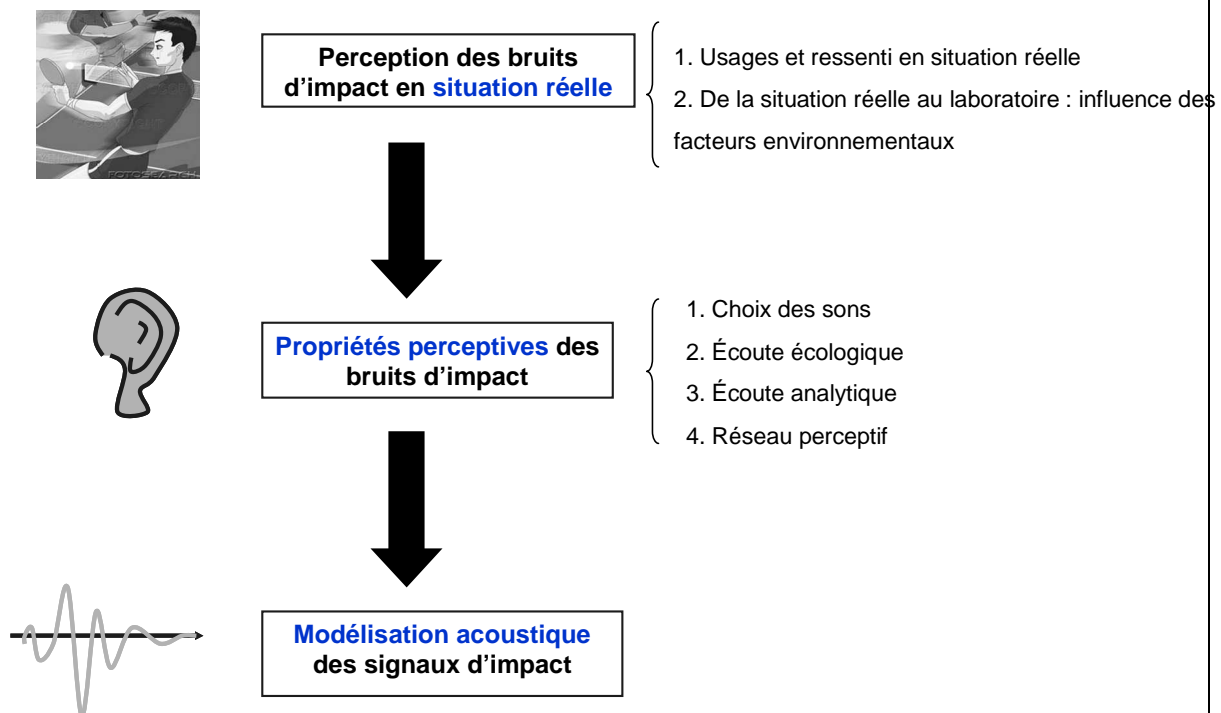 Perception des bruits
d'impact en situation réelle
1. Usages et ressenti en situation réelle
2. De la situation réelle au laboratoire : influence des
facteurs environnementaux
FOTOSEARCH
Propriétés perceptives des
bruits d'impact
1. Choix des sons
2. Écoute écologique
3. Écoute analytique
4. Réseau perceptif
Modélisation acoustique
des signaux d'impact